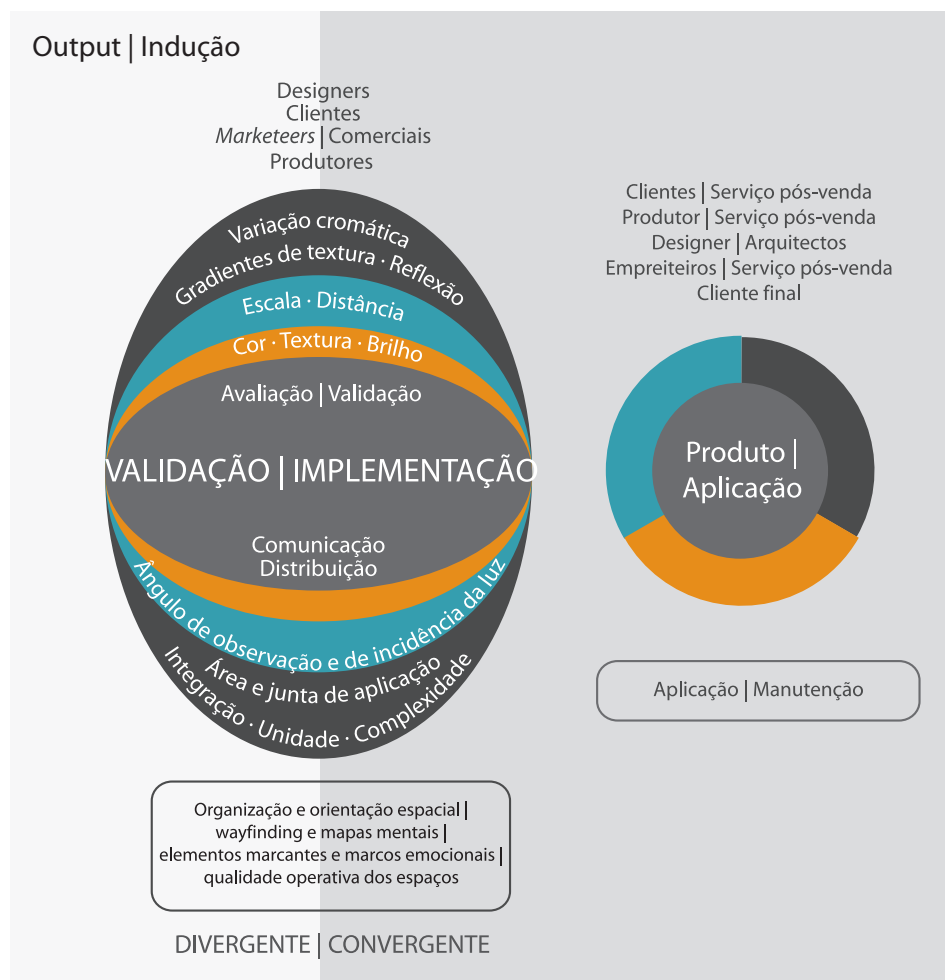 Output | Indução
Designers
Clientes
Marketeers | Comerciais
Produtores
Variação cromática
Gradientes de textura · Reflexão
Escala · Distância
Cor · Textura · Brilho
Avaliação | Validação
VALIDAÇÃO | IMPLEMENTAÇÃO
Comunicação
Distribuição
Ângulo de observação e de incidência da luz
Área e junta de aplicação
Integração · Unidade · Complexidade
Organização e orientação espacial |
wayfinding e mapas mentais |
elementos marcantes e marcos emocionais |
qualidade operativa dos espaços
DIVERGENTE | CONVERGENTE
Clientes | Serviço pós-venda
Produtor | Serviço pós-venda
Designer | Arquitectos
Empreiteiros | Serviço pós-venda
Cliente final
Produto |
Aplicação
Aplicação | Manutenção